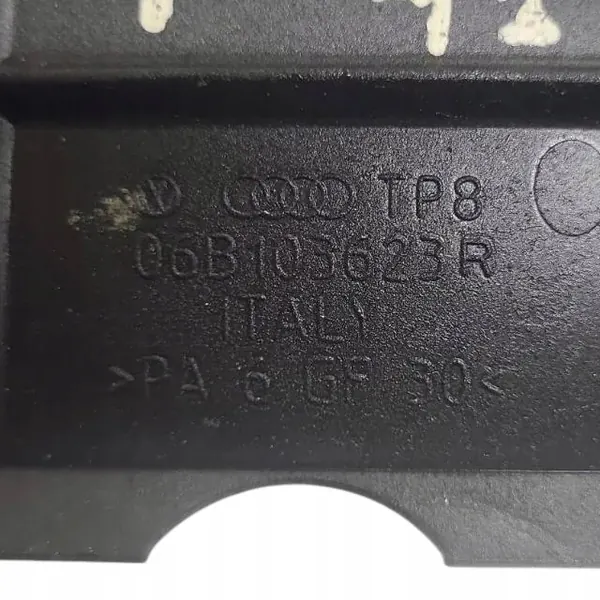 TP8
06B103623R
ITALY
>PA 6 GF 30<